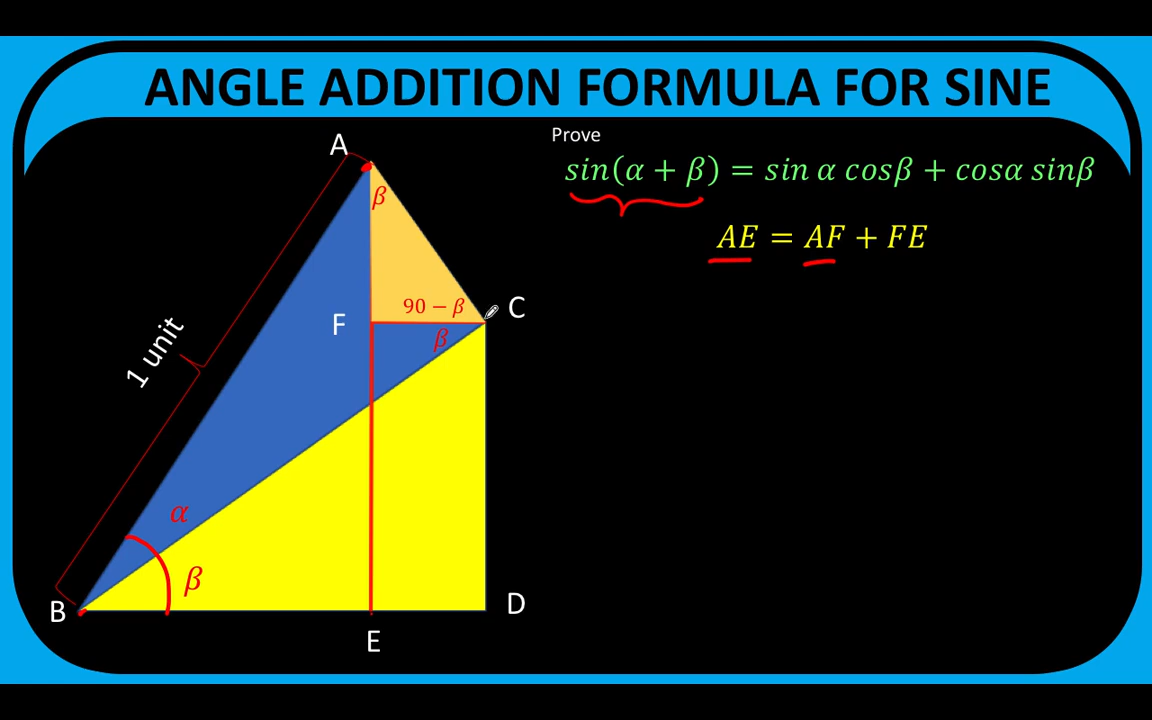 ANGLE ADDITION FORMULA FOR SINE
Prove
sin(α + β) = sin α cosβ + cosα sinβ
AE = AF + FE
A
β
90 − β
C
F
β
1 unit
α
β
B
D
E